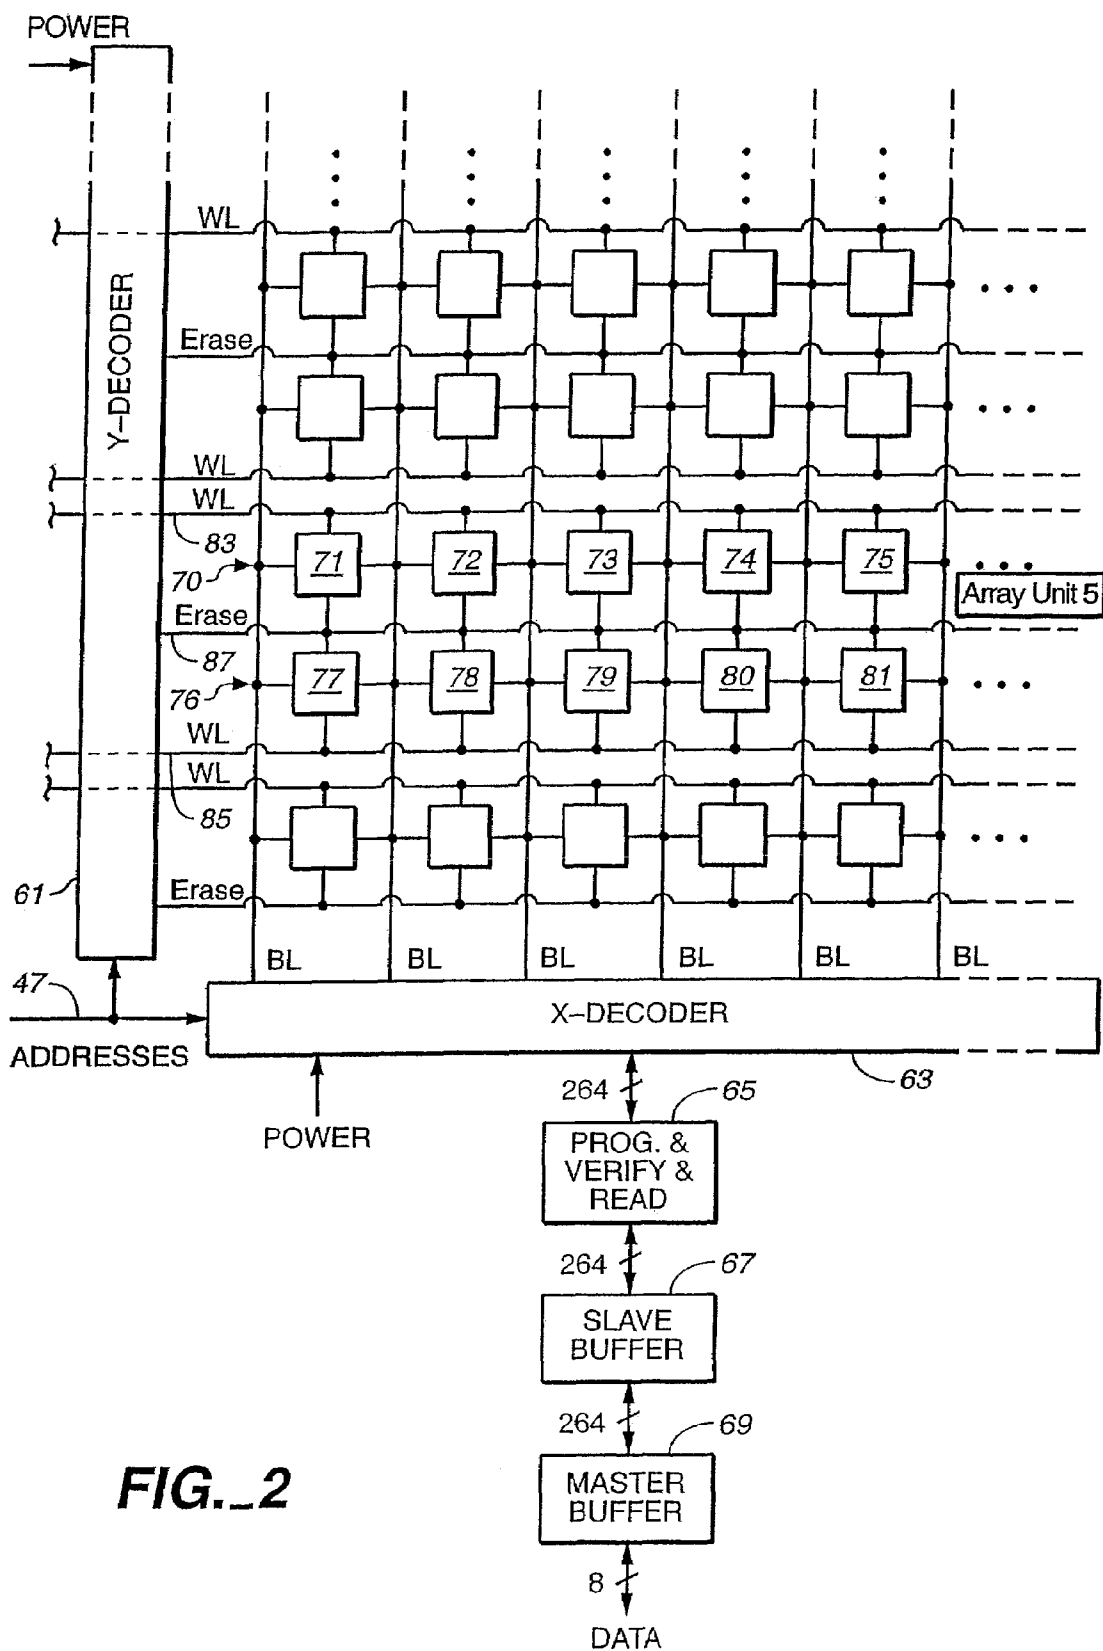 POWER
Y-DECODER
WL
Erase
WL
WL
83
70
71
72
73
74
75
Array Unit 5
Erase
87
76
77
78
79
80
81
WL
WL
85
61
Erase
BL BL BL BL BL BL
47
X-DECODER
ADDRESSES
63
POWER
264
65
PROG. &
VERIFY &
READ
264
67
SLAVE
BUFFER
264
69
MASTER
BUFFER
8
DATA
FIG._2